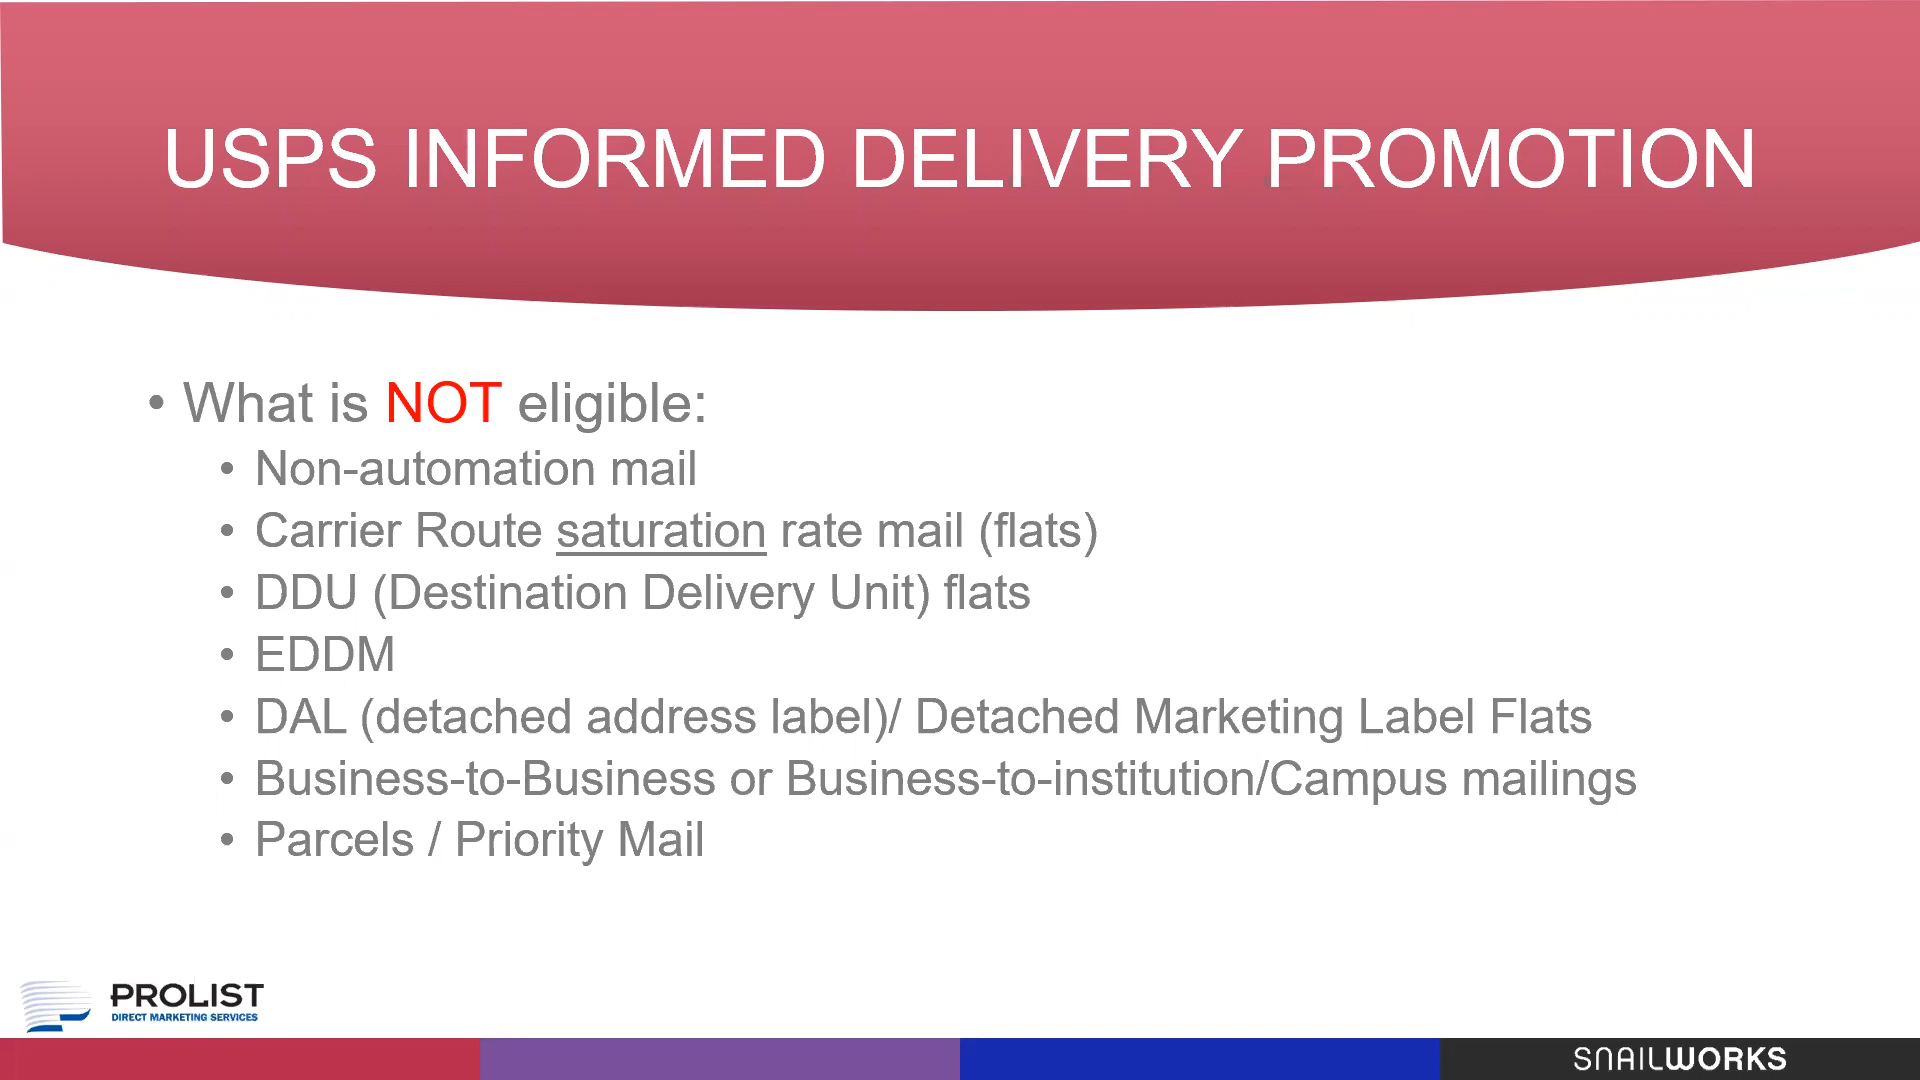 USPS INFORMED DELIVERY PROMOTION
• What is NOT eligible:
• Non-automation mail
• Carrier Route saturation rate mail (flats)
• DDU (Destination Delivery Unit) flats
• EDDM
• DAL (detached address label)/ Detached Marketing Label Flats
• Business-to-Business or Business-to-institution/Campus mailings
• Parcels / Priority Mail
PROLIST
DIRECT MARKETING SERVICES
SNAILWORKS